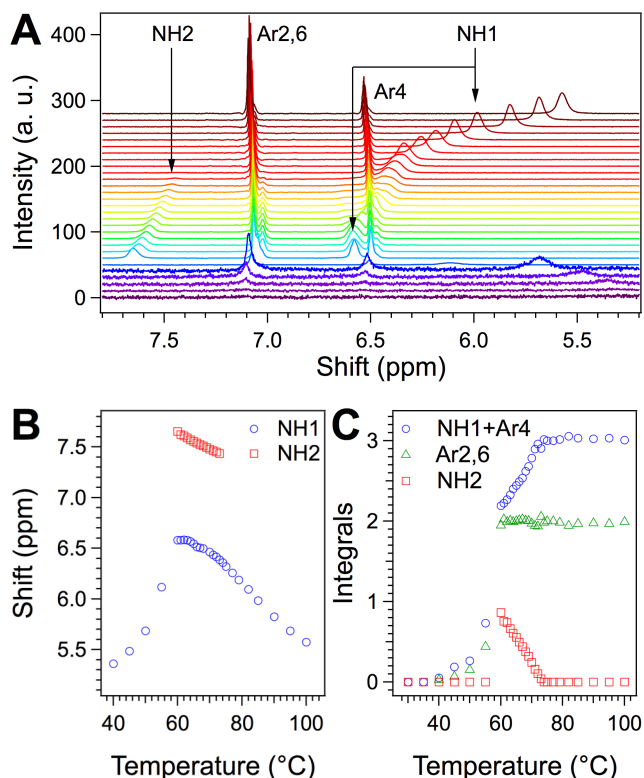 A
NH2
Ar2,6
NH1
Ar4
Intensity (a. u.)
400
300
200
100
0
7.5
7.0
6.5
6.0
5.5
Shift (ppm)
B
NH1
NH2
Shift (ppm)
7.5
7.0
6.5
6.0
5.5
40
60
80
100
Temperature (°C)
C
NH1+Ar4
Ar2,6
NH2
Integrals
3
2
1
0
40
60
80
100
Temperature (°C)